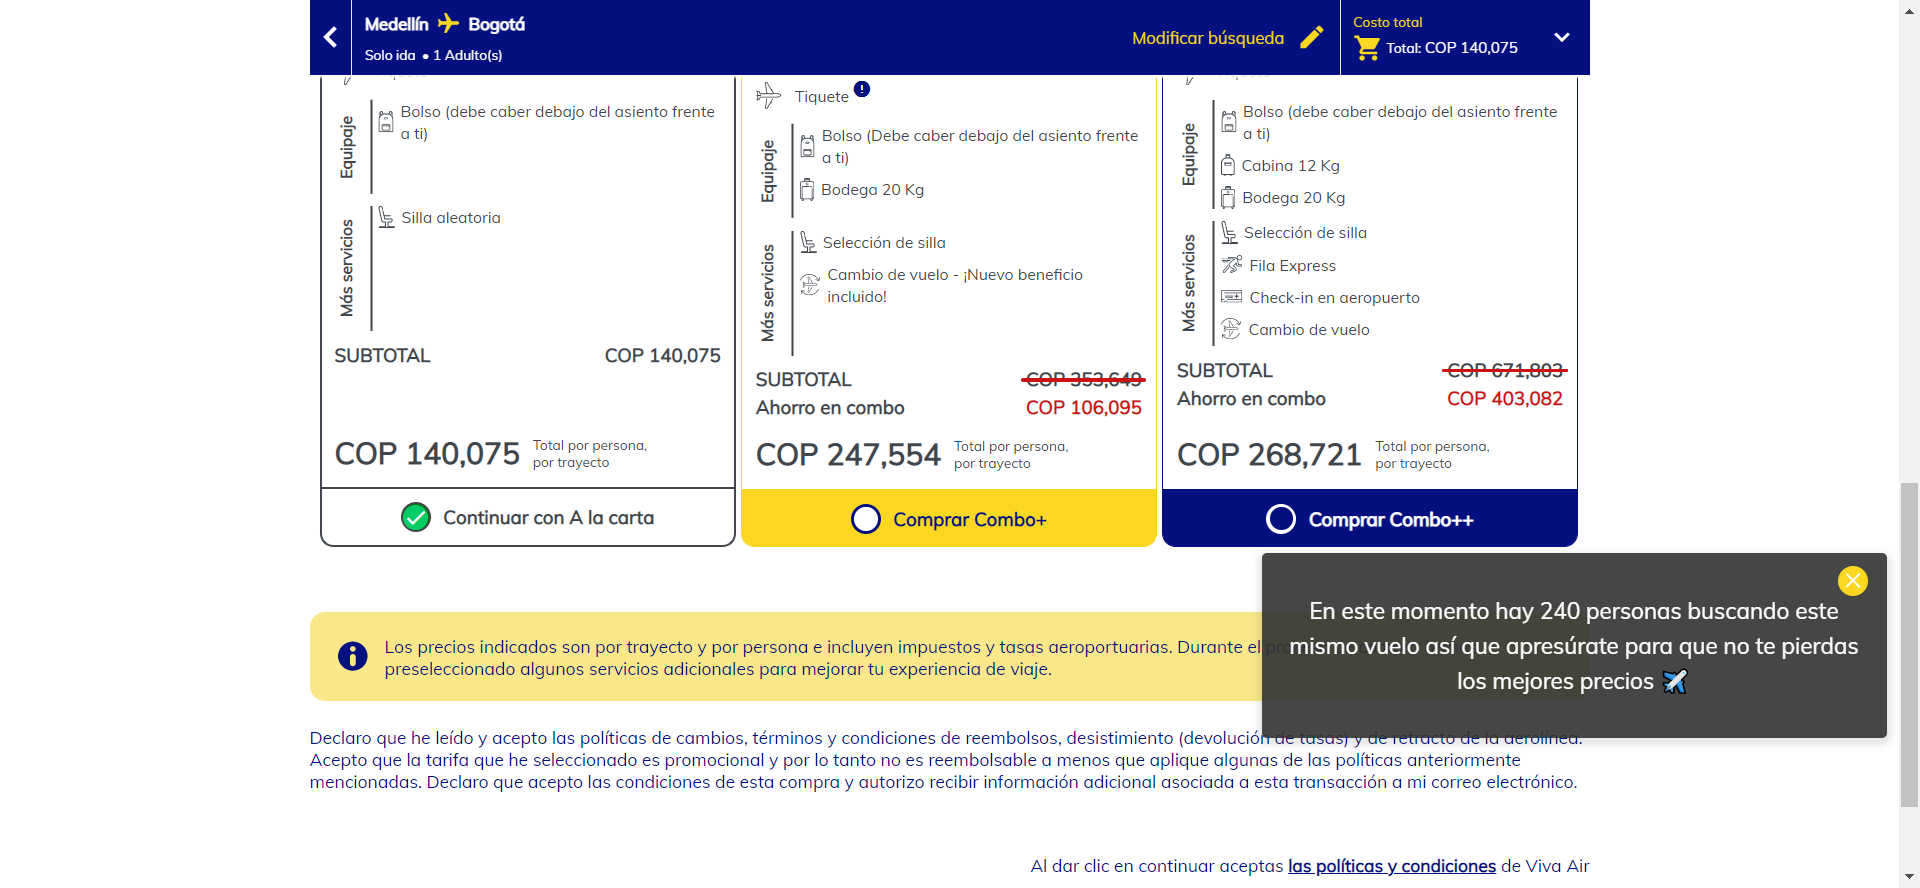 Medellín Bogotá
Solo ida • 1 Adulto(s)
Modificar búsqueda
Costo total
Total: COP 140,075
Equipaje
Bolso (debe caber debajo del asiento frente
a ti)
Más servicios
Silla aleatoria
SUBTOTAL COP 140,075
COP 140,075 Total por persona,
por trayecto
Continuar con A la carta
Tiquete
Equipaje
Bolso (Debe caber debajo del asiento frente
a ti)
Bodega 20 Kg
Más servicios
Selección de silla
Cambio de vuelo - ¡Nuevo beneficio
incluido!
SUBTOTAL COP 353,649
Ahorro en combo COP 106,095
COP 247,554 Total por persona,
por trayecto
Comprar Combo+
Equipaje
Bolso (debe caber debajo del asiento frente
a ti)
Cabina 12 Kg
Bodega 20 Kg
Más servicios
Selección de silla
Fila Express
Check-in en aeropuerto
Cambio de vuelo
SUBTOTAL COP 671,803
Ahorro en combo COP 403,082
COP 268,721 Total por persona,
por trayecto
Comprar Combo++
En este momento hay 240 personas buscando este
mismo vuelo así que apresúrate para que no te pierdas
los mejores precios
Los precios indicados son por trayecto y por persona e incluyen impuestos y tasas aeroportuarias. Durante el
preseleccionado algunos servicios adicionales para mejorar tu experiencia de viaje.
Declaro que he leído y acepto las políticas de cambios, términos y condiciones de reembolsos, desistimiento (devolución de tasas) y de retracto de la aerolínea.
Acepto que la tarifa que he seleccionado es promocional y por lo tanto no es reembolsable a menos que aplique algunas de las políticas anteriormente
mencionadas. Declaro que acepto las condiciones de esta compra y autorizo recibir información adicional asociada a esta transacción a mi correo electrónico.
Al dar clic en continuar aceptas las políticas y condiciones de Viva Air